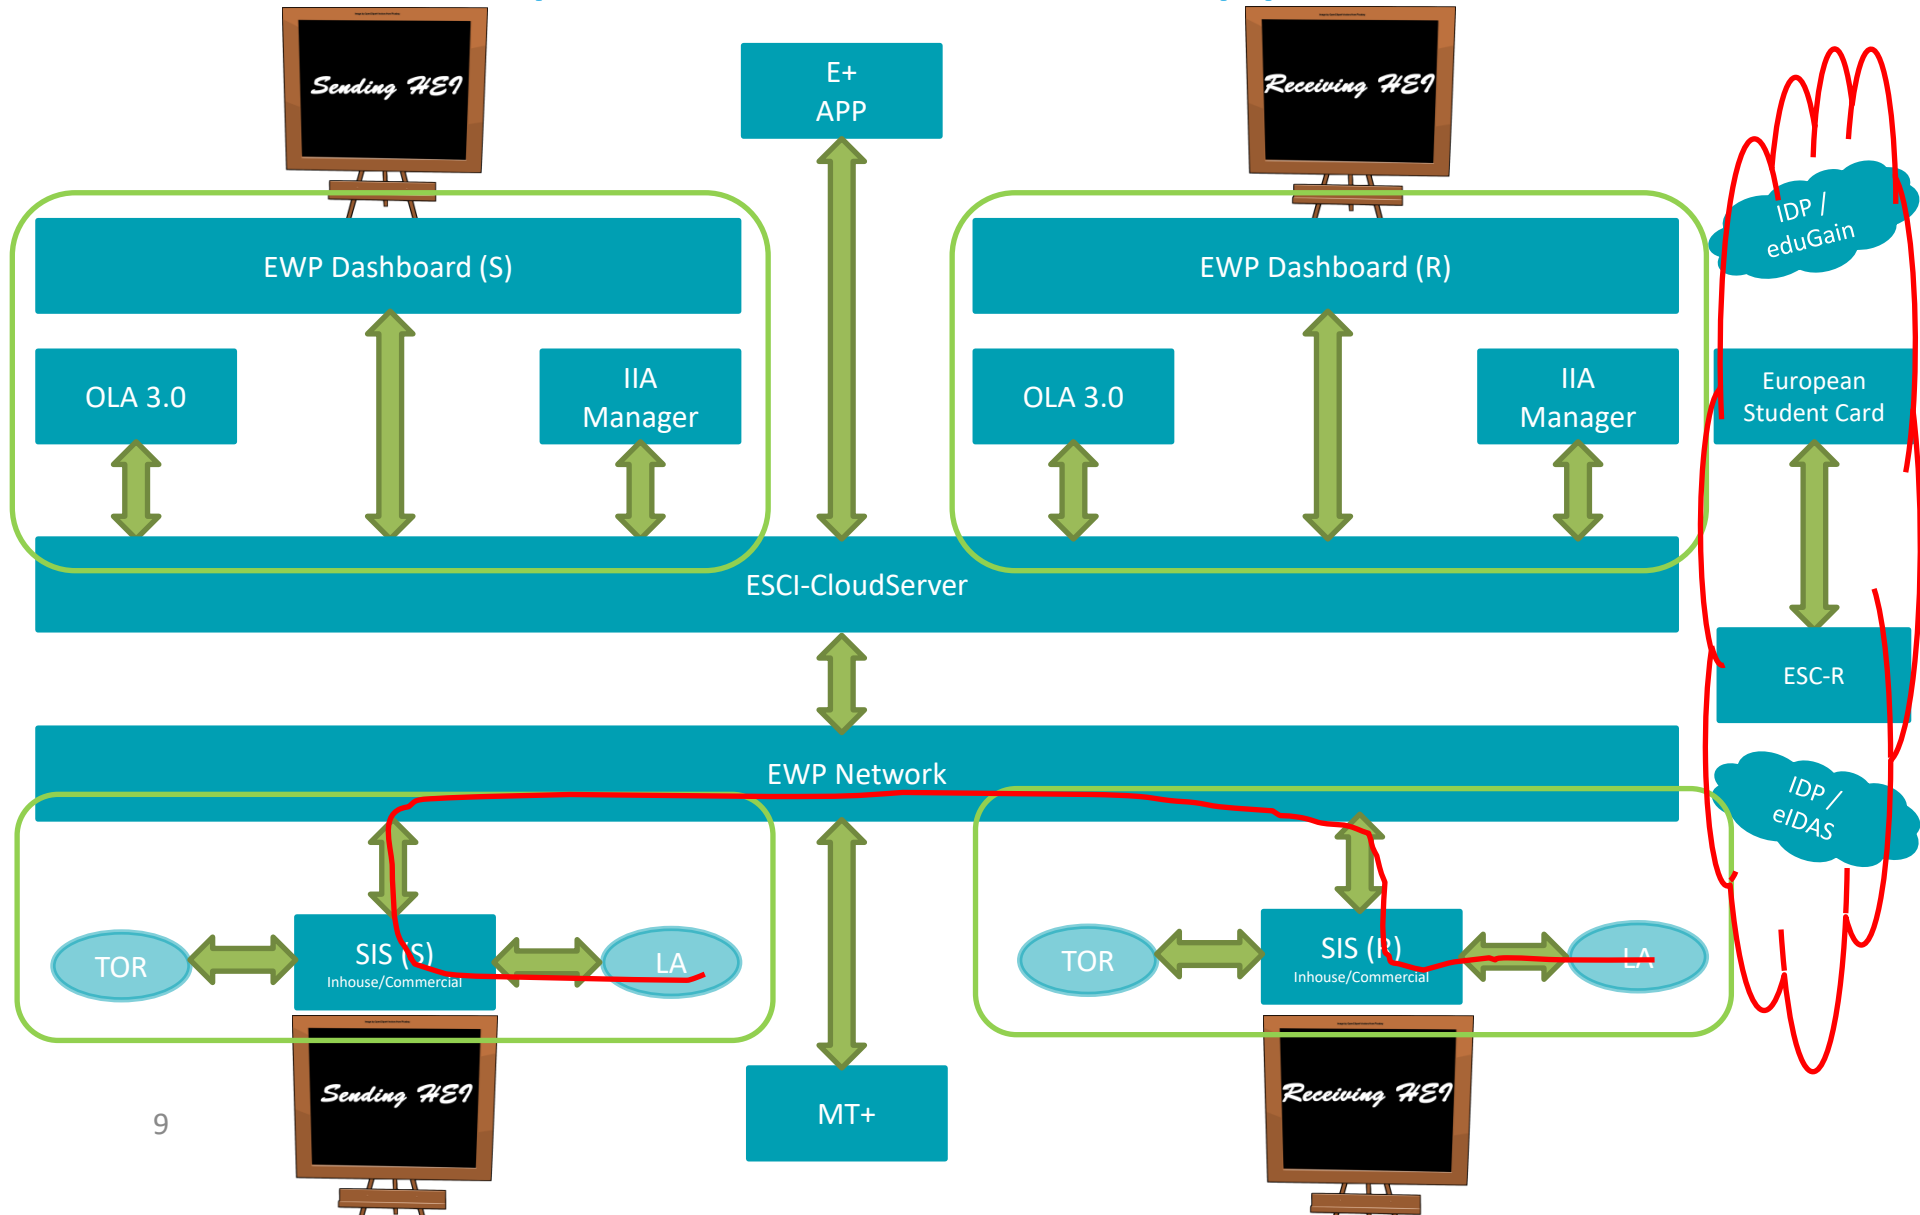 Sending HEI
E+
APP
Receiving HEI
IDP /
eduGain
EWP Dashboard (S)
EWP Dashboard (R)
OLA 3.0
IIA
Manager
OLA 3.0
IIA
Manager
European
Student Card
ESCI-CloudServer
ESC-R
EWP Network
IDP /
eIDAS
TOR
SIS (S)
Inhouse/Commercial
LA
TOR
SIS (R)
Inhouse/Commercial
LA
Sending HEI
MT+
Receiving HEI
9